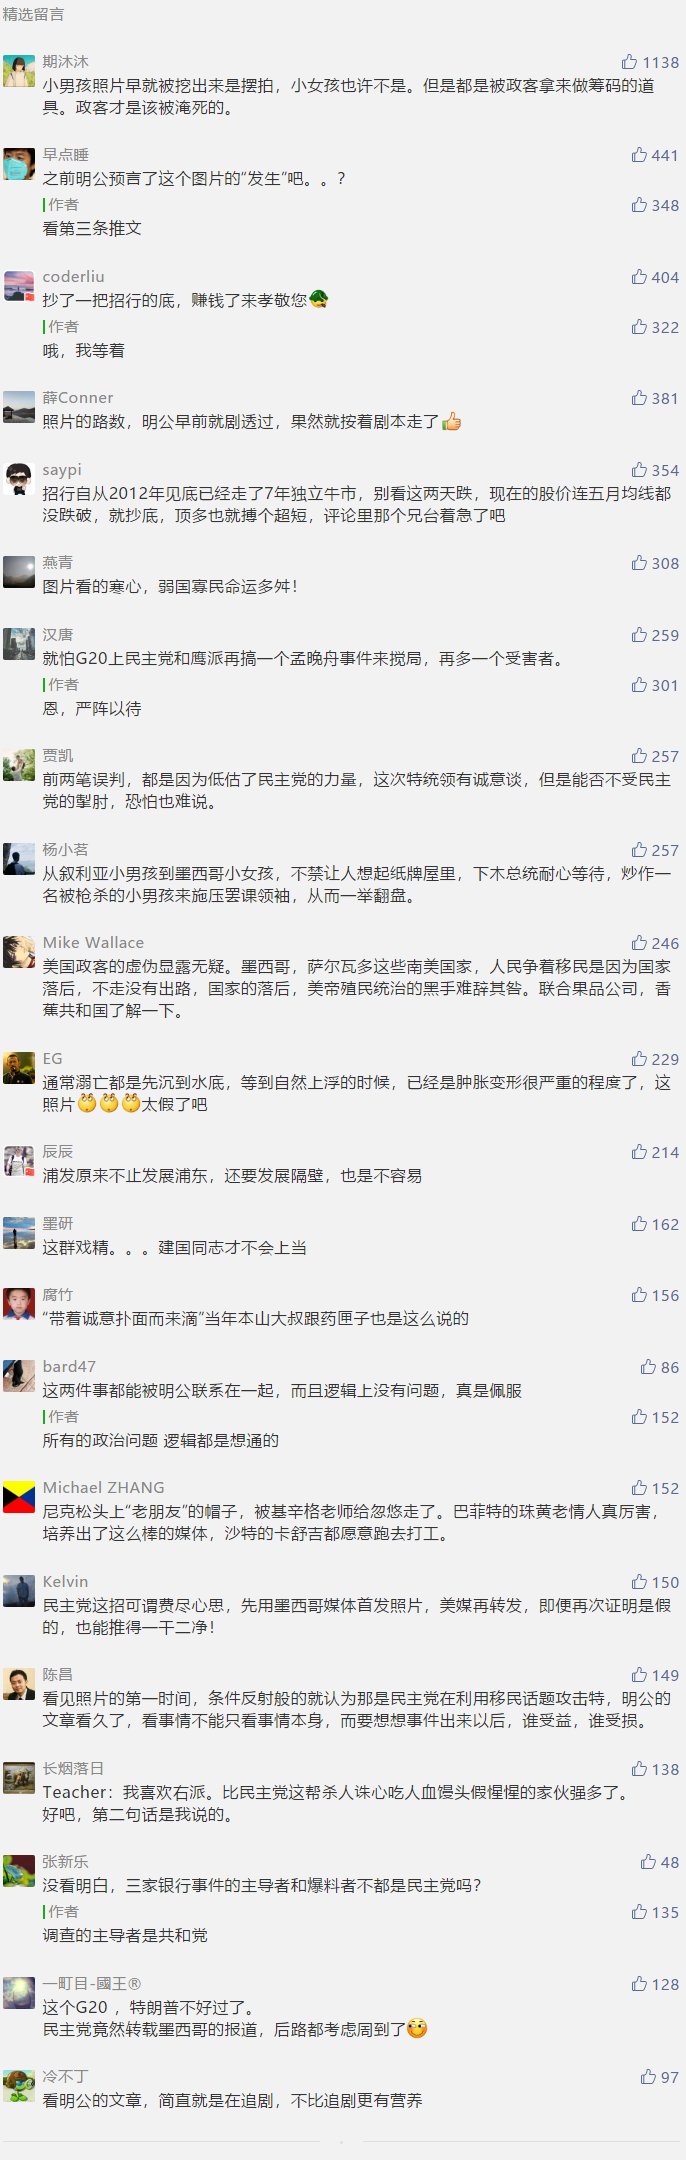 精选留言
期沐沐
1138
小男孩照片早就被挖出来是摆拍，小女孩也许不是。但是都是被政客拿来做筹码的道
具。政客才是该被淹死的。
早点睡
441
之前明公预言了这个图片的“发生”吧。。？
作者
348
看第三条推文
coderliu
404
抄了一把招行的底，赚钱了来孝敬您
作者
322
哦，我等着
薛Conner
381
照片的路数，明公早前就剧透过，果然就按着剧本走了
saypi
354
招行自从2012年见底已经走了7年独立牛市，别看这两天跌，现在的股价连五月均线都
没跌破，就抄底，顶多也就搏个超短，评论里那个兄台着急了吧
燕青
308
图片看的寒心，弱国寡民命运多舛！
汉唐
259
就怕G20上民主党和鹰派再搞一个孟晚舟事件来搅局，再多一个受害者。
作者
301
恩，严阵以待
贾凯
257
前两笔误判，都是因为低估了民主党的力量，这次特统领有诚意谈，但是能否不受民主
党的掣肘，恐怕也难说。
杨小茗
257
从叙利亚小男孩到墨西哥小女孩，不禁让人想起纸牌屋里，下木总统耐心等待，炒作一
名被枪杀的小男孩来施压罢课领袖，从而一举翻盘。
Mike Wallace
246
美国政客的虚伪显露无疑。墨西哥，萨尔瓦多这些南美国家，人民争着移民是因为国家
落后，不走没有出路，国家的落后，美帝殖民统治的黑手难辞其咎。联合果品公司，香
蕉共和国了解一下。
EG
229
通常溺亡都是先沉到水底，等到自然上浮的时候，已经是肿胀变形很严重的程度了，这
照片太假了吧
辰辰
214
浦发原来不止发展浦东，还要发展隔壁，也是不容易
墨研
162
这群戏精。。。建国同志才不会上当
腐竹
156
“带着诚意扑面而来滴”当年本山大叔跟药匣子也是这么说的
bard47
86
这两件事都能被明公联系在一起，而且逻辑上没有问题，真是佩服
作者
152
所有的政治问题 逻辑都是想通的
Michael ZHANG
152
尼克松头上“老朋友”的帽子，被基辛格老师给忽悠走了。巴菲特的珠黄老情人真厉害，
培养出了这么棒的媒体，沙特的卡舒吉都愿意跑去打工。
Kelvin
150
民主党这招可谓费尽心思，先用墨西哥媒体首发照片，美媒再转发，即便再次证明是假
的，也能推得一干二净！
陈昌
149
看见照片的第一时间，条件反射般的就认为那是民主党在利用移民话题攻击特，明公的
文章看久了，看事情不能只看事情本身，而要想想事件出来以后，谁受益，谁受损。
长烟落日
138
Teacher：我喜欢右派。比民主党这帮杀人诛心吃人血馒头假惺惺的家伙强多了。
好吧，第二句话是我说的。
张新乐
48
没看明白，三家银行事件的主导者和爆料者不都是民主党吗？
作者
135
调查的主导者是共和党
一町目-國王®
128
这个G20 ，特朗普不好过了。
民主党竟然转载墨西哥的报道，后路都考虑周到了
冷不丁
97
看明公的文章，简直就是在追剧，不比追剧更有营养